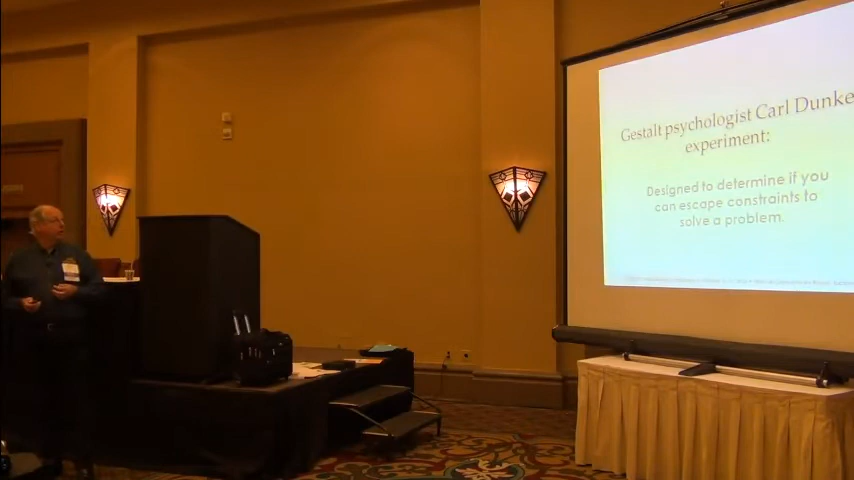 Gestalt psychologist Carl Dunke
experiment:
Designed to determine if you
can escape constraints to
solve a problem.